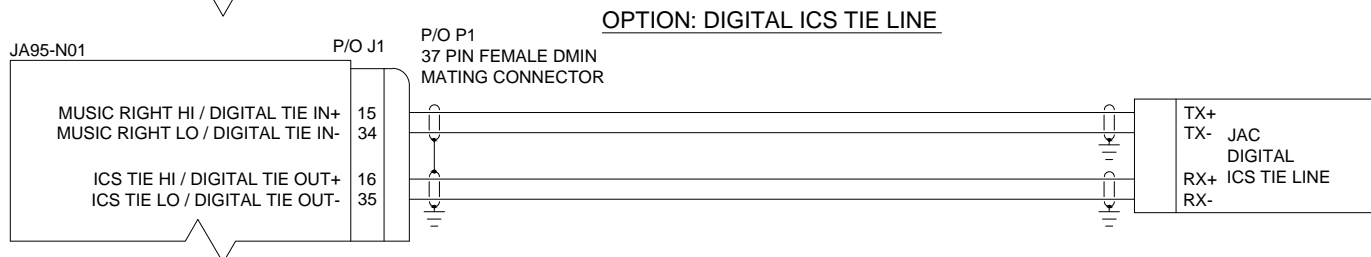 OPTION: DIGITAL ICS TIE LINE
JA95-N01
P/O J1
P/O P1
37 PIN FEMALE DMIN
MATING CONNECTOR
MUSIC RIGHT HI / DIGITAL TIE IN+ 15
MUSIC RIGHT LO / DIGITAL TIE IN- 34
ICS TIE HI / DIGITAL TIE OUT+ 16
ICS TIE LO / DIGITAL TIE OUT- 35
TX+
TX- JAC
DIGITAL
RX+ ICS TIE LINE
RX-